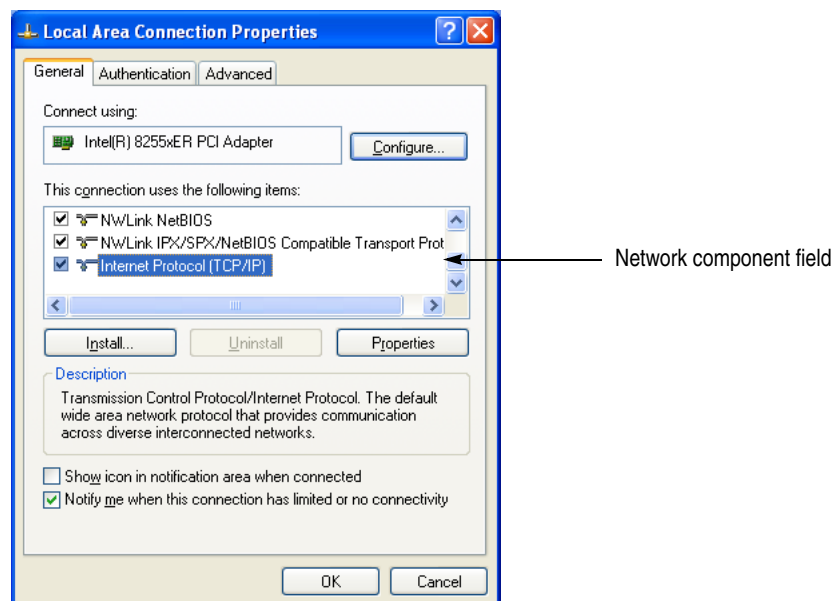 Local Area Connection Properties
General Authentication Advanced
Connect using:
Intel(R) 8255xER PCI Adapter
Configure...
This connection uses the following items:
NWLink NetBIOS
NWLink IPX/SPX/NetBIOS Compatible Transport Prot
Internet Protocol (TCP/IP)
Network component field
Install... Uninstall Properties
Description
Transmission Control Protocol/Internet Protocol. The default
wide area network protocol that provides communication
across diverse interconnected networks.
Show icon in notification area when connected
Notify me when this connection has limited or no connectivity
OK Cancel